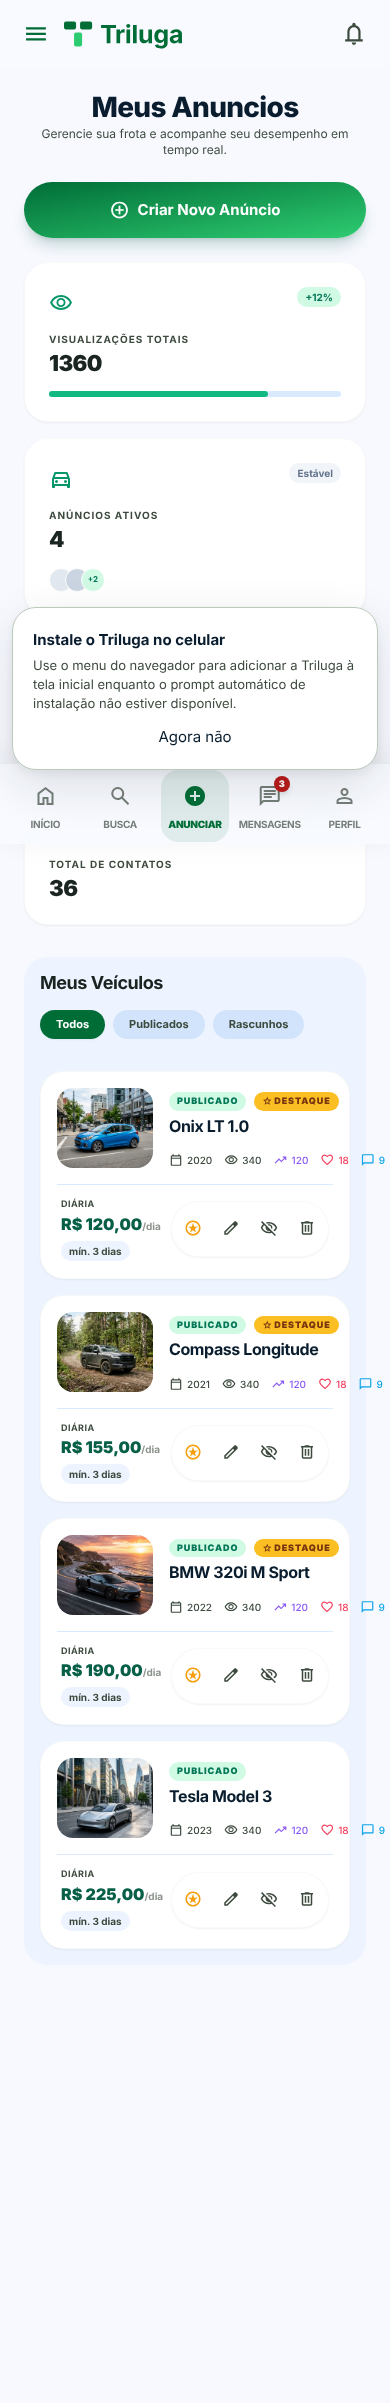 Triluga
Meus Anuncios
Gerencie sua frota e acompanhe seu desempenho em
tempo real.
Criar Novo Anúncio
+12%
VISUALIZAÇÕES TOTAIS
1360
Estável
ANÚNCIOS ATIVOS
4
+2
Instale o Triluga no celular
Use o menu do navegador para adicionar a Triluga à
tela inicial enquanto o prompt automático de
instalação não estiver disponível.
Agora não
3
INÍCIO
BUSCA
ANUNCIAR
MENSAGENS
PERFIL
TOTAL DE CONTATOS
36
Meus Veículos
Todos
Publicados
Rascunhos
PUBLICADO
DESTAQUE
Onix LT 1.0
2020 340 120 18 9
DIÁRIA
R$ 120,00/dia
mín. 3 dias
PUBLICADO
DESTAQUE
Compass Longitude
2021 340 120 18 9
DIÁRIA
R$ 155,00/dia
mín. 3 dias
PUBLICADO
DESTAQUE
BMW 320i M Sport
2022 340 120 18 9
DIÁRIA
R$ 190,00/dia
mín. 3 dias
PUBLICADO
Tesla Model 3
2023 340 120 18 9
DIÁRIA
R$ 225,00/dia
mín. 3 dias